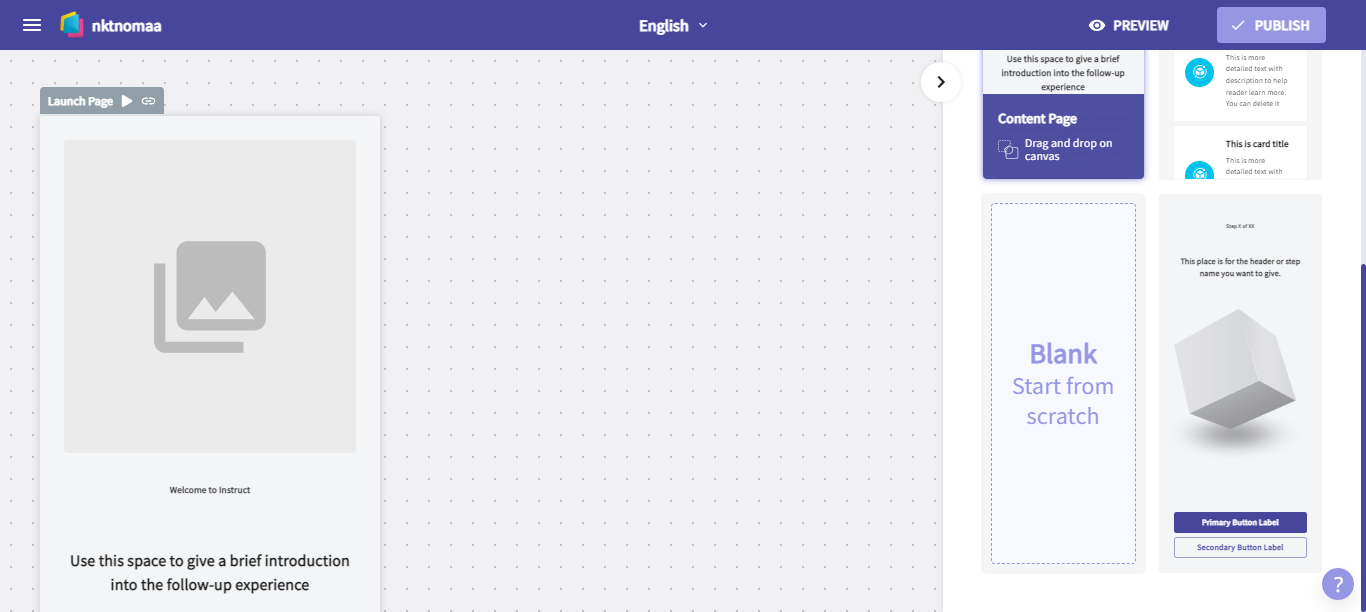 nktnomaa
English
PREVIEW
PUBLISH
Launch Page
Welcome to Instruct
Use this space to give a brief introduction
into the follow-up experience
Use this space to give a brief
introduction into the follow-up
experience
Content Page
Drag and drop on
canvas
This is more
detailed text with
description to help
reader learn more.
You can delete it
This is card title
This is more
detailed text with
Blank
Start from
scratch
Step X of XX
This place is for the header or step
name you want to give.
Primary Button Label
Secondary Button Label
?